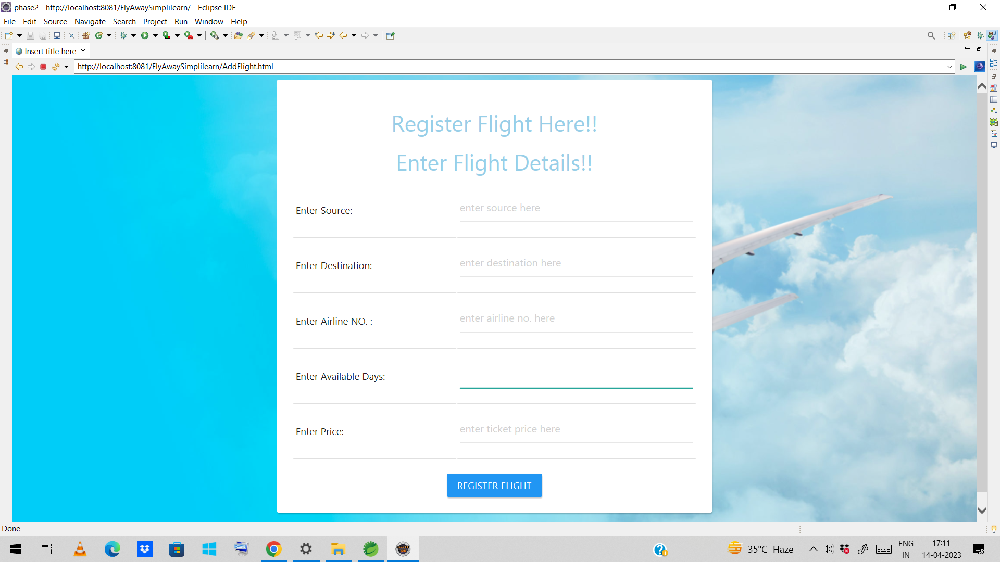 phase2 - http://localhost:8081/FlyAwaySimplilearn/ - Eclipse IDE
File Edit Source Navigate Search Project Run Window Help
Insert title here
http://localhost:8081/FlyAwaySimplilearn/AddFlight.html
Register Flight Here!!
Enter Flight Details!!
Enter Source: enter source here
Enter Destination: enter destination here
Enter Airline NO. : enter airline no. here
Enter Available Days:
Enter Price: enter ticket price here
REGISTER FLIGHT
Done
35°C Haze
ENG
IN
17:11
14-04-2023